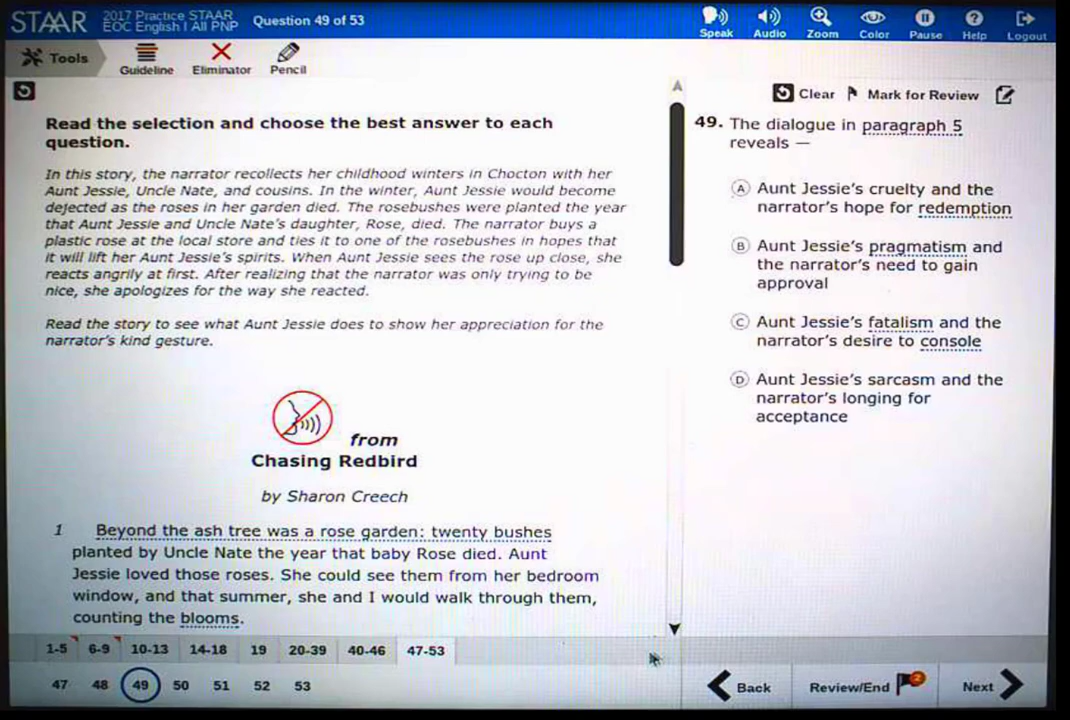 STAAR 2017 Practice STAAR EOC English I All PNP Question 49 of 53
Speak Audio Zoom Color Pause Help Logout
Tools Guideline Eliminator Pencil
Clear Mark for Review
Read the selection and choose the best answer to each
question.
In this story, the narrator recollects her childhood winters in Chocton with her
Aunt Jessie, Uncle Nate, and cousins. In the winter, Aunt Jessie would become
dejected as the roses in her garden died. The rosebushes were planted the year
that Aunt Jessie and Uncle Nate's daughter, Rose, died. The narrator buys a
plastic rose at the local store and ties it to one of the rosebushes in hopes that
it will lift her Aunt Jessie's spirits. When Aunt Jessie sees the rose up close, she
reacts angrily at first. After realizing that the narrator was only trying to be
nice, she apologizes for the way she reacted.
Read the story to see what Aunt Jessie does to show her appreciation for the
narrator's kind gesture.
from
Chasing Redbird
by Sharon Creech
1 Beyond the ash tree was a rose garden: twenty bushes
planted by Uncle Nate the year that baby Rose died. Aunt
Jessie loved those roses. She could see them from her bedroom
window, and that summer, she and I would walk through them,
counting the blooms.
49. The dialogue in paragraph 5
reveals —
A Aunt Jessie's cruelty and the
narrator's hope for redemption
B Aunt Jessie's pragmatism and
the narrator's need to gain
approval
C Aunt Jessie's fatalism and the
narrator's desire to console
D Aunt Jessie's sarcasm and the
narrator's longing for
acceptance
1-5 6-9 10-13 14-18 19 20-39 40-46 47-53
47 48 49 50 51 52 53
Back Review/End 2 Next